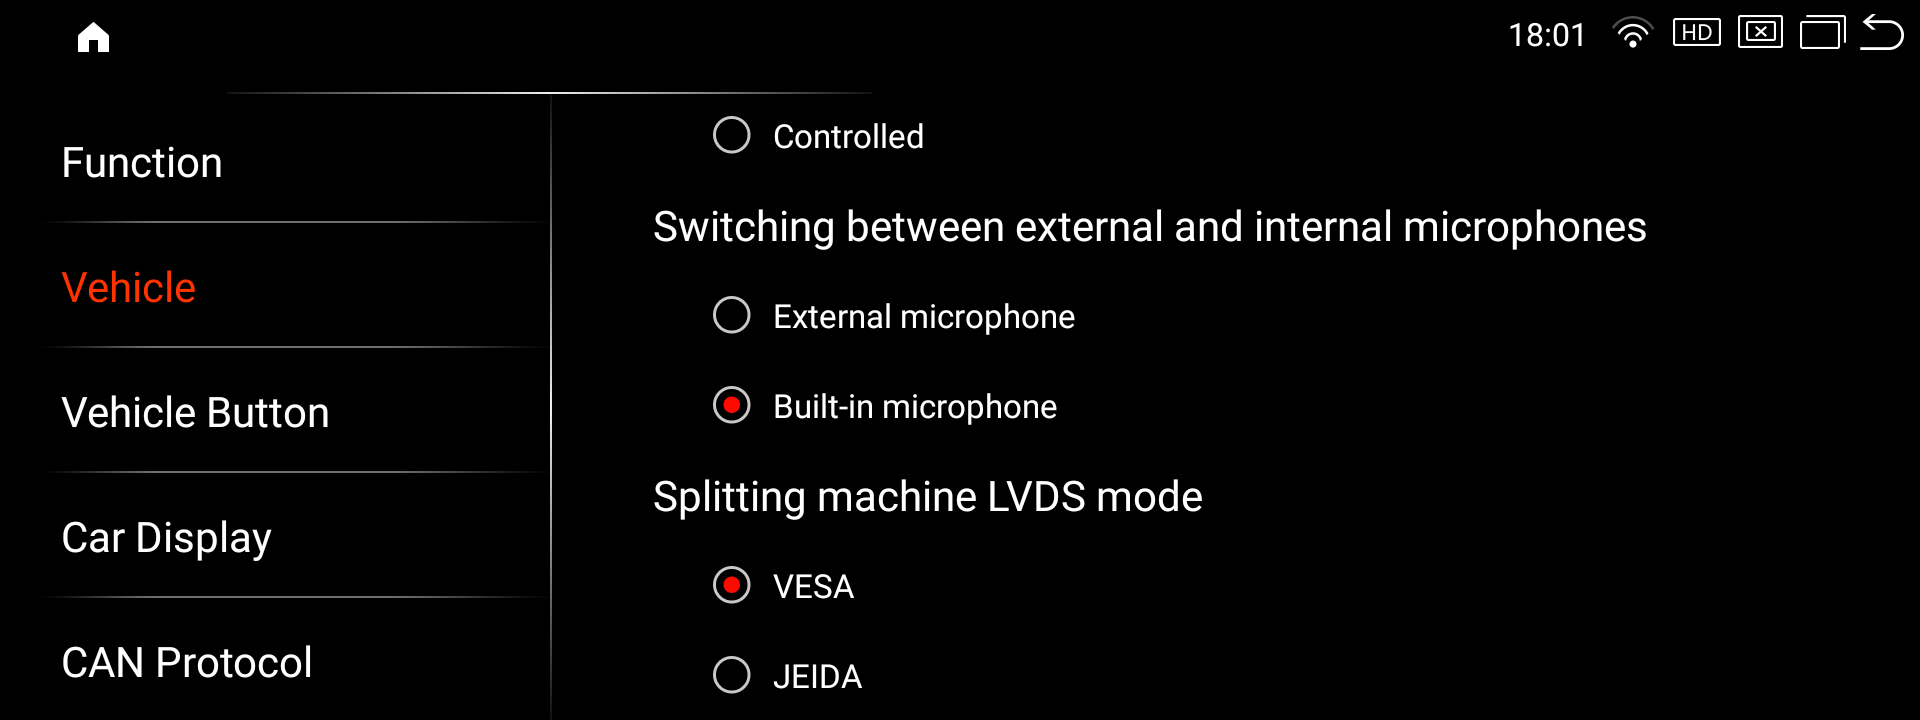 18:01
HD
Function
Vehicle
Vehicle Button
Car Display
CAN Protocol
Controlled
Switching between external and internal microphones
External microphone
Built-in microphone
Splitting machine LVDS mode
VESA
JEIDA